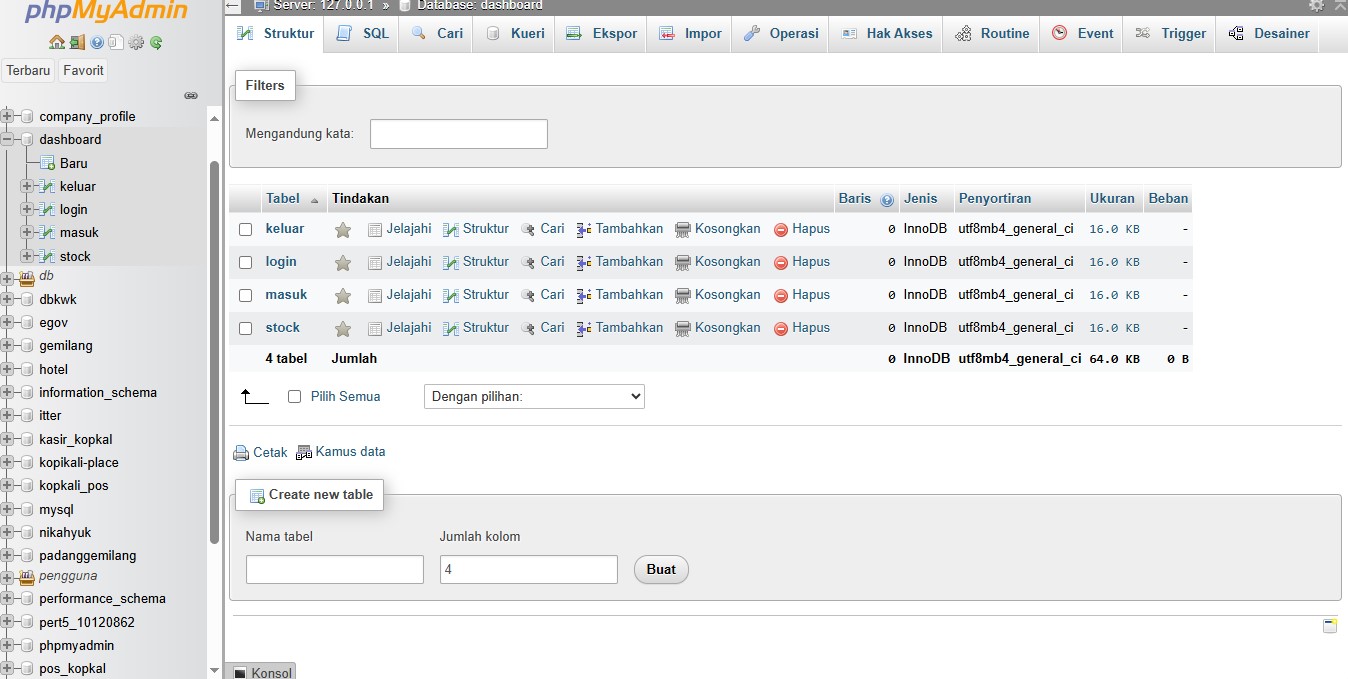 phpMyAdmin
Terbaru Favorit
company_profile
dashboard
Baru
keluar
login
masuk
stock
db
dbkwk
egov
gemilang
hotel
information_schema
itter
kasir_kopkal
kopikali-place
kopkali_pos
mysql
nikahyuk
padanggemilang
pengguna
performance_schema
pert5_10120862
phpmyadmin
pos_kopkal
Server: 127.0.0.1 » Database: dashboard
Struktur SQL Cari Kueri Ekspor Impor Operasi Hak Akses Routine Event Trigger Desainer
Filters
Mengandung kata:
Tabel Tindakan Baris Jenis Penyortiran Ukuran Beban
keluar Jelajahi Struktur Cari Tambahkan Kosongkan Hapus 0 InnoDB utf8mb4_general_ci 16.0 KB -
login Jelajahi Struktur Cari Tambahkan Kosongkan Hapus 0 InnoDB utf8mb4_general_ci 16.0 KB -
masuk Jelajahi Struktur Cari Tambahkan Kosongkan Hapus 0 InnoDB utf8mb4_general_ci 16.0 KB -
stock Jelajahi Struktur Cari Tambahkan Kosongkan Hapus 0 InnoDB utf8mb4_general_ci 16.0 KB -
4 tabel Jumlah 0 InnoDB utf8mb4_general_ci 64.0 KB 0 B
Pilih Semua Dengan pilihan:
Cetak Kamus data
Create new table
Nama tabel Jumlah kolom
4 Buat
Konsol